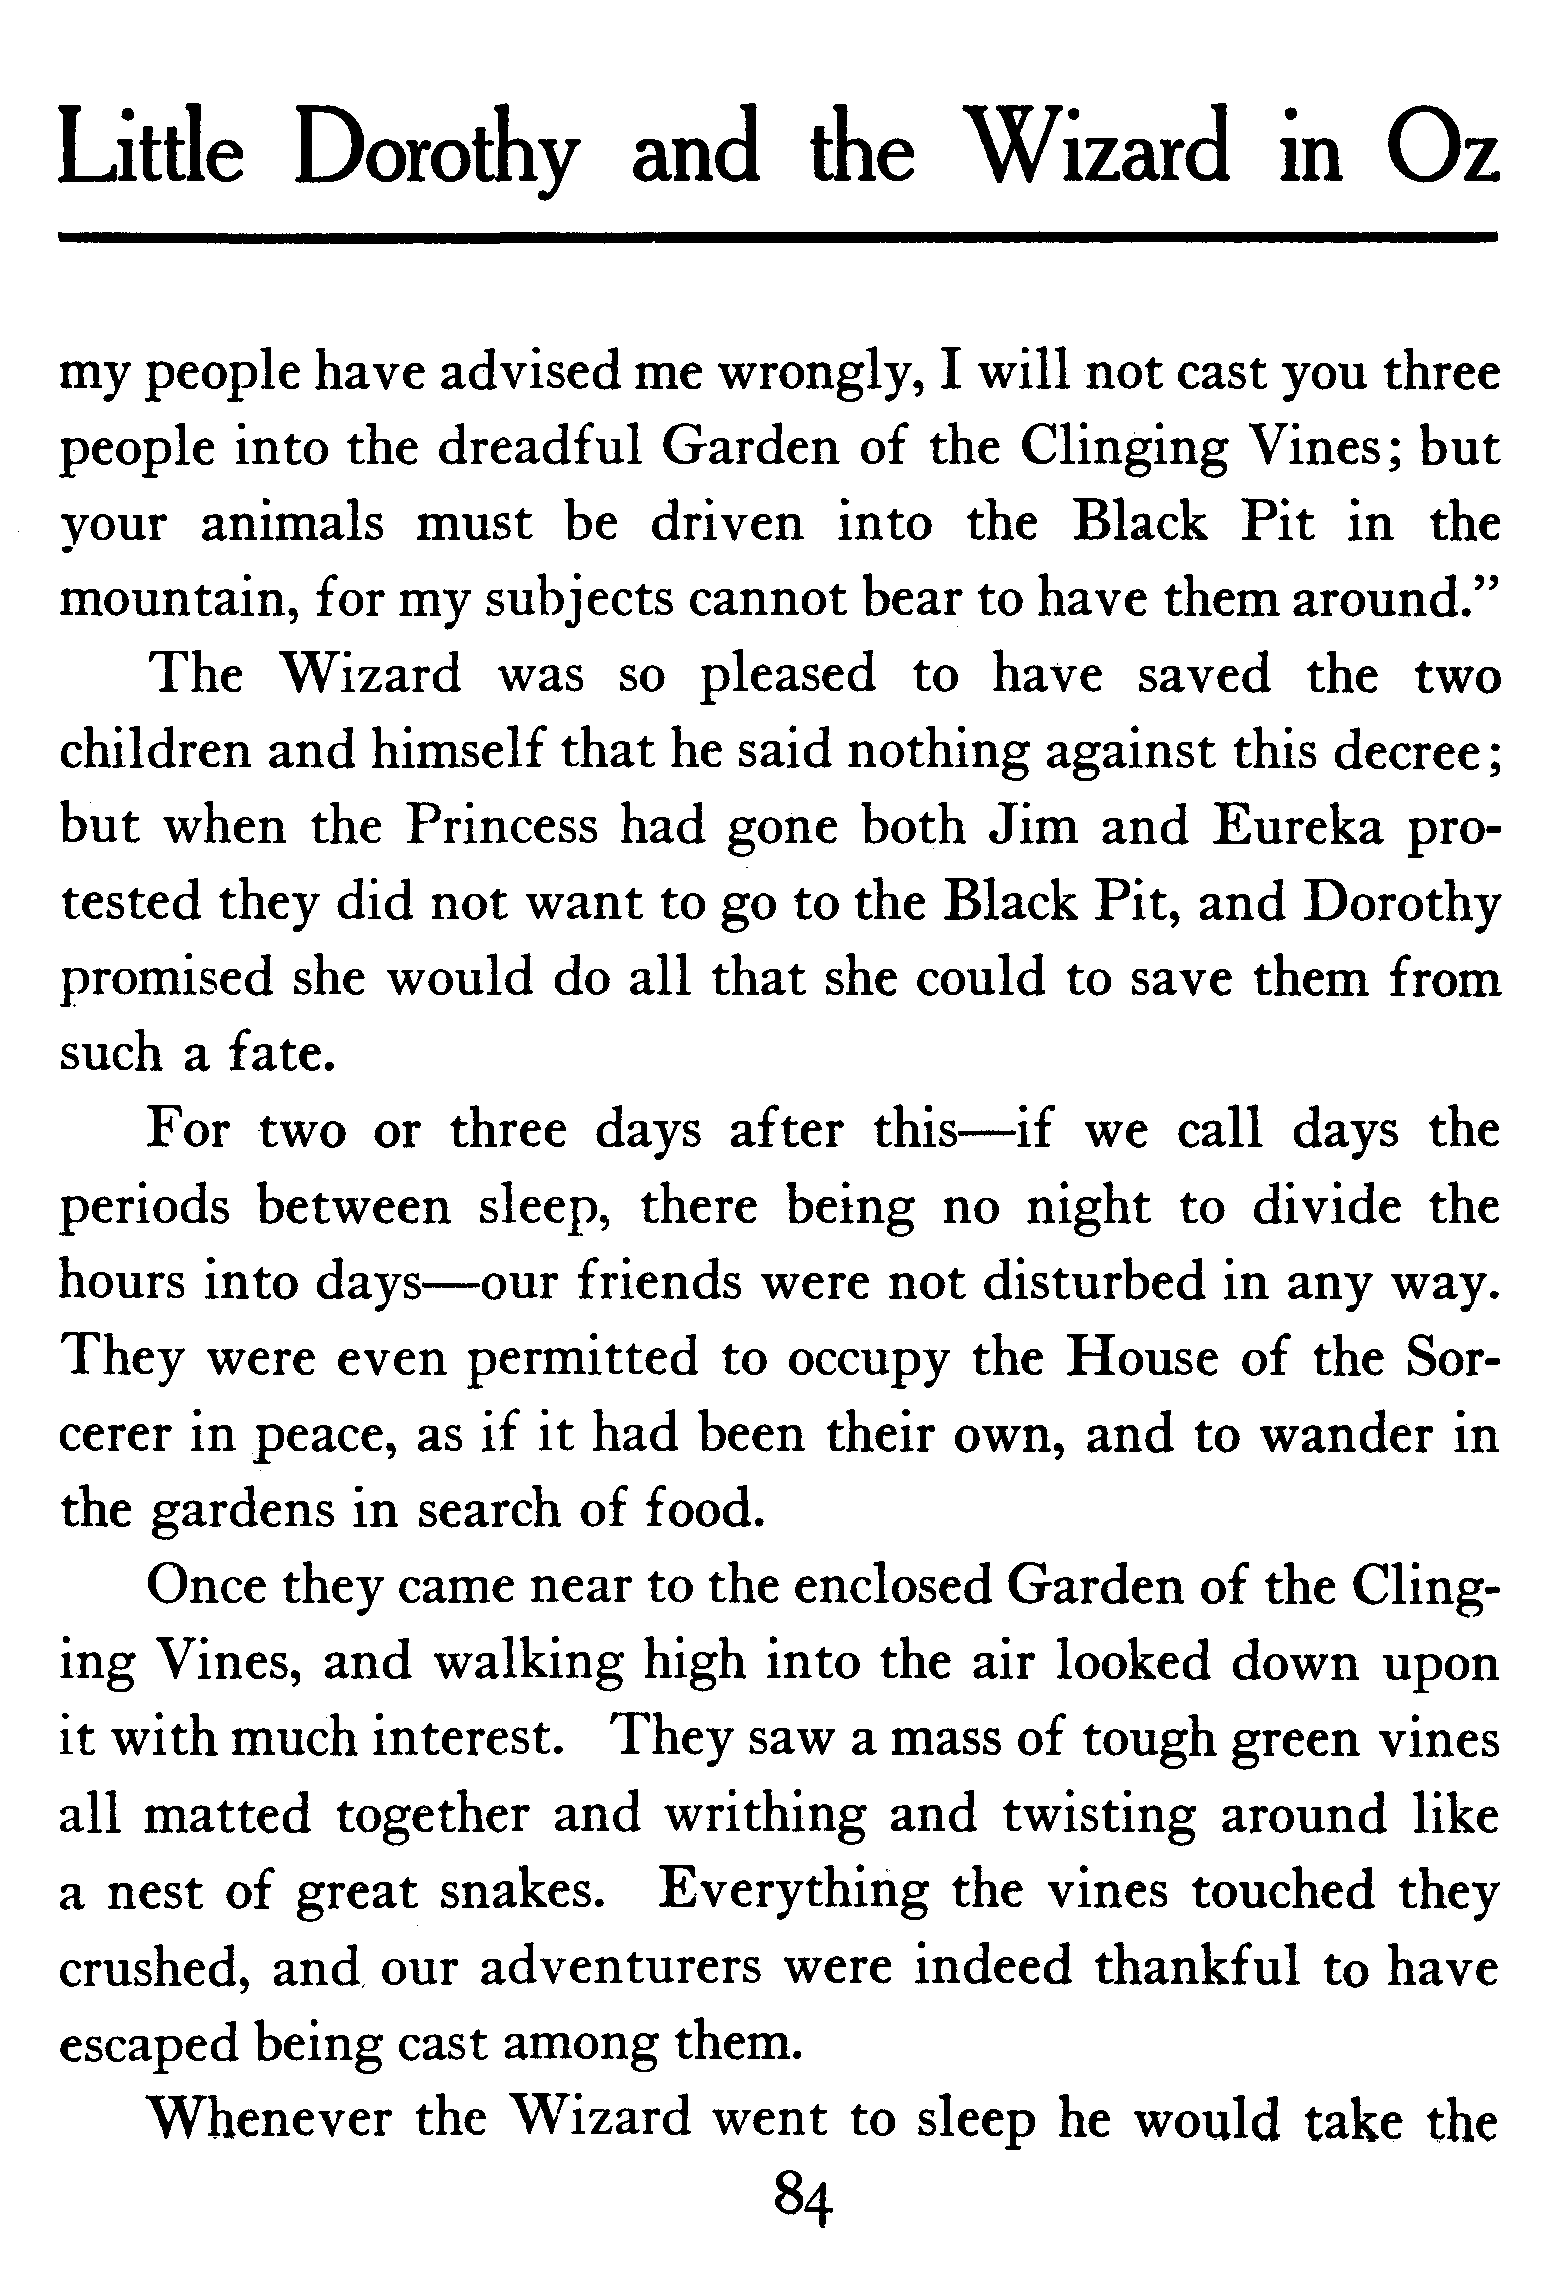 Little Dorothy and the Wizard in Oz
my people have advised me wrongly, I will not cast you three
people into the dreadful Garden of the Clinging Vines; but
your animals must be driven into the Black Pit in the
mountain, for my subjects cannot bear to have them around.”
The Wizard was so pleased to have saved the two
children and himself that he said nothing against this decree;
but when the Princess had gone both Jim and Eureka pro-
tested they did not want to go to the Black Pit, and Dorothy
promised she would do all that she could to save them from
such a fate.
For two or three days after this—if we call days the
periods between sleep, there being no night to divide the
hours into days—our friends were not disturbed in any way.
They were even permitted to occupy the House of the Sor-
cerer in peace, as if it had been their own, and to wander in
the gardens in search of food.
Once they came near to the enclosed Garden of the Cling-
ing Vines, and walking high into the air looked down upon
it with much interest. They saw a mass of tough green vines
all matted together and writhing and twisting around like
a nest of great snakes. Everything the vines touched they
crushed, and our adventurers were indeed thankful to have
escaped being cast among them.
Whenever the Wizard went to sleep he would take the
84